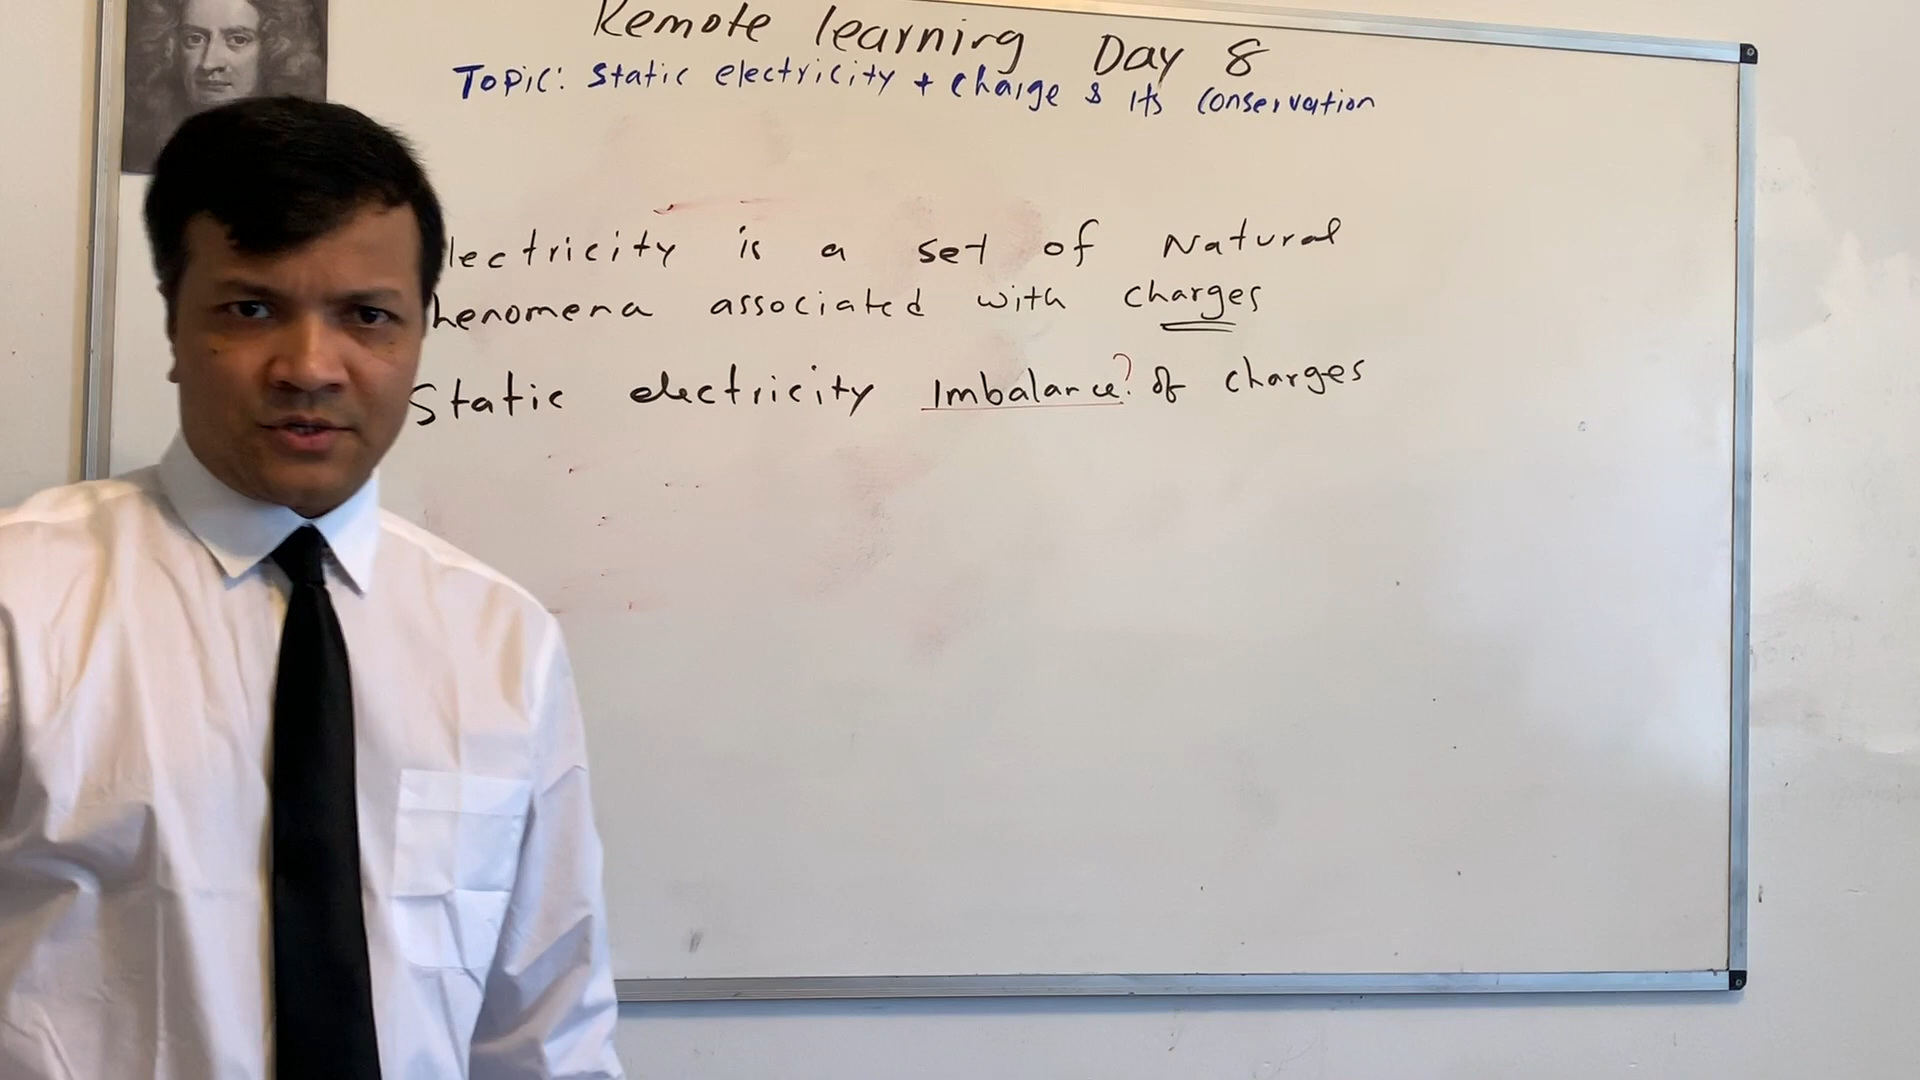 Remote learning Day 8
Topic: Static electricity + Charge & Its Conservation
lectricity is a set of Natural
henomena associated with charges
Static electricity Imbalance? of charges